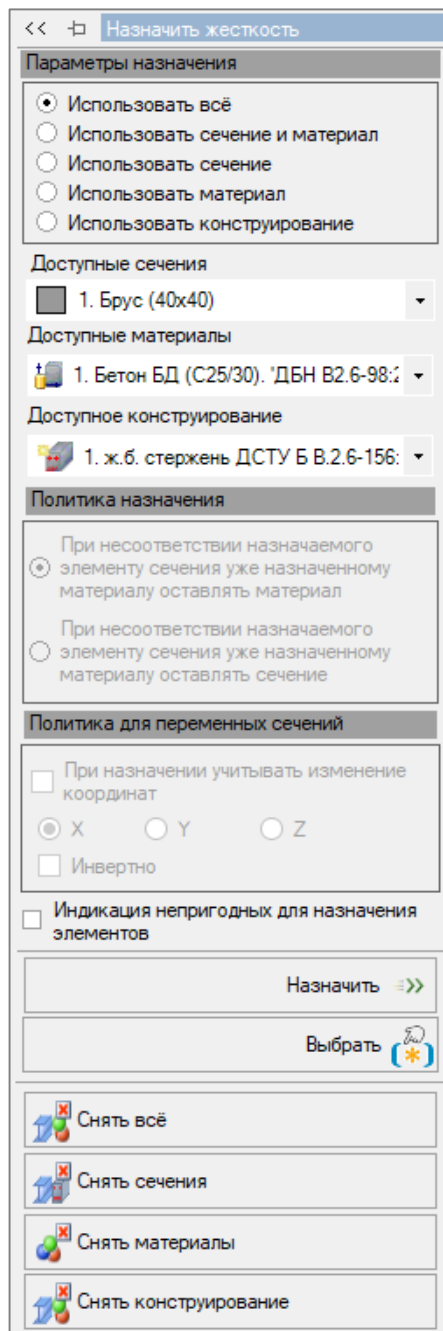 << Назначить жесткость
Параметры назначения
Использовать всё
Использовать сечение и материал
Использовать сечение
Использовать материал
Использовать конструирование
Доступные сечения
1. Брус (40x40)
Доступные материалы
1. Бетон БД (C25/30). "ДБН В2.6-98:2
Доступное конструирование
1. ж.б. стержень ДСТУ Б В.2.6-156:
Политика назначения
При несоответствии назначаемого
элементу сечения уже назначенному
материалу оставлять материал
При несоответствии назначаемого
элементу сечения уже назначенному
материалу оставлять сечение
Политика для переменных сечений
При назначении учитывать изменение
координат
X Y Z
Инвертно
Индикация непригодных для назначения
элементов
Назначить
Выбрать
Снять всё
Снять сечения
Снять материалы
Снять конструирование